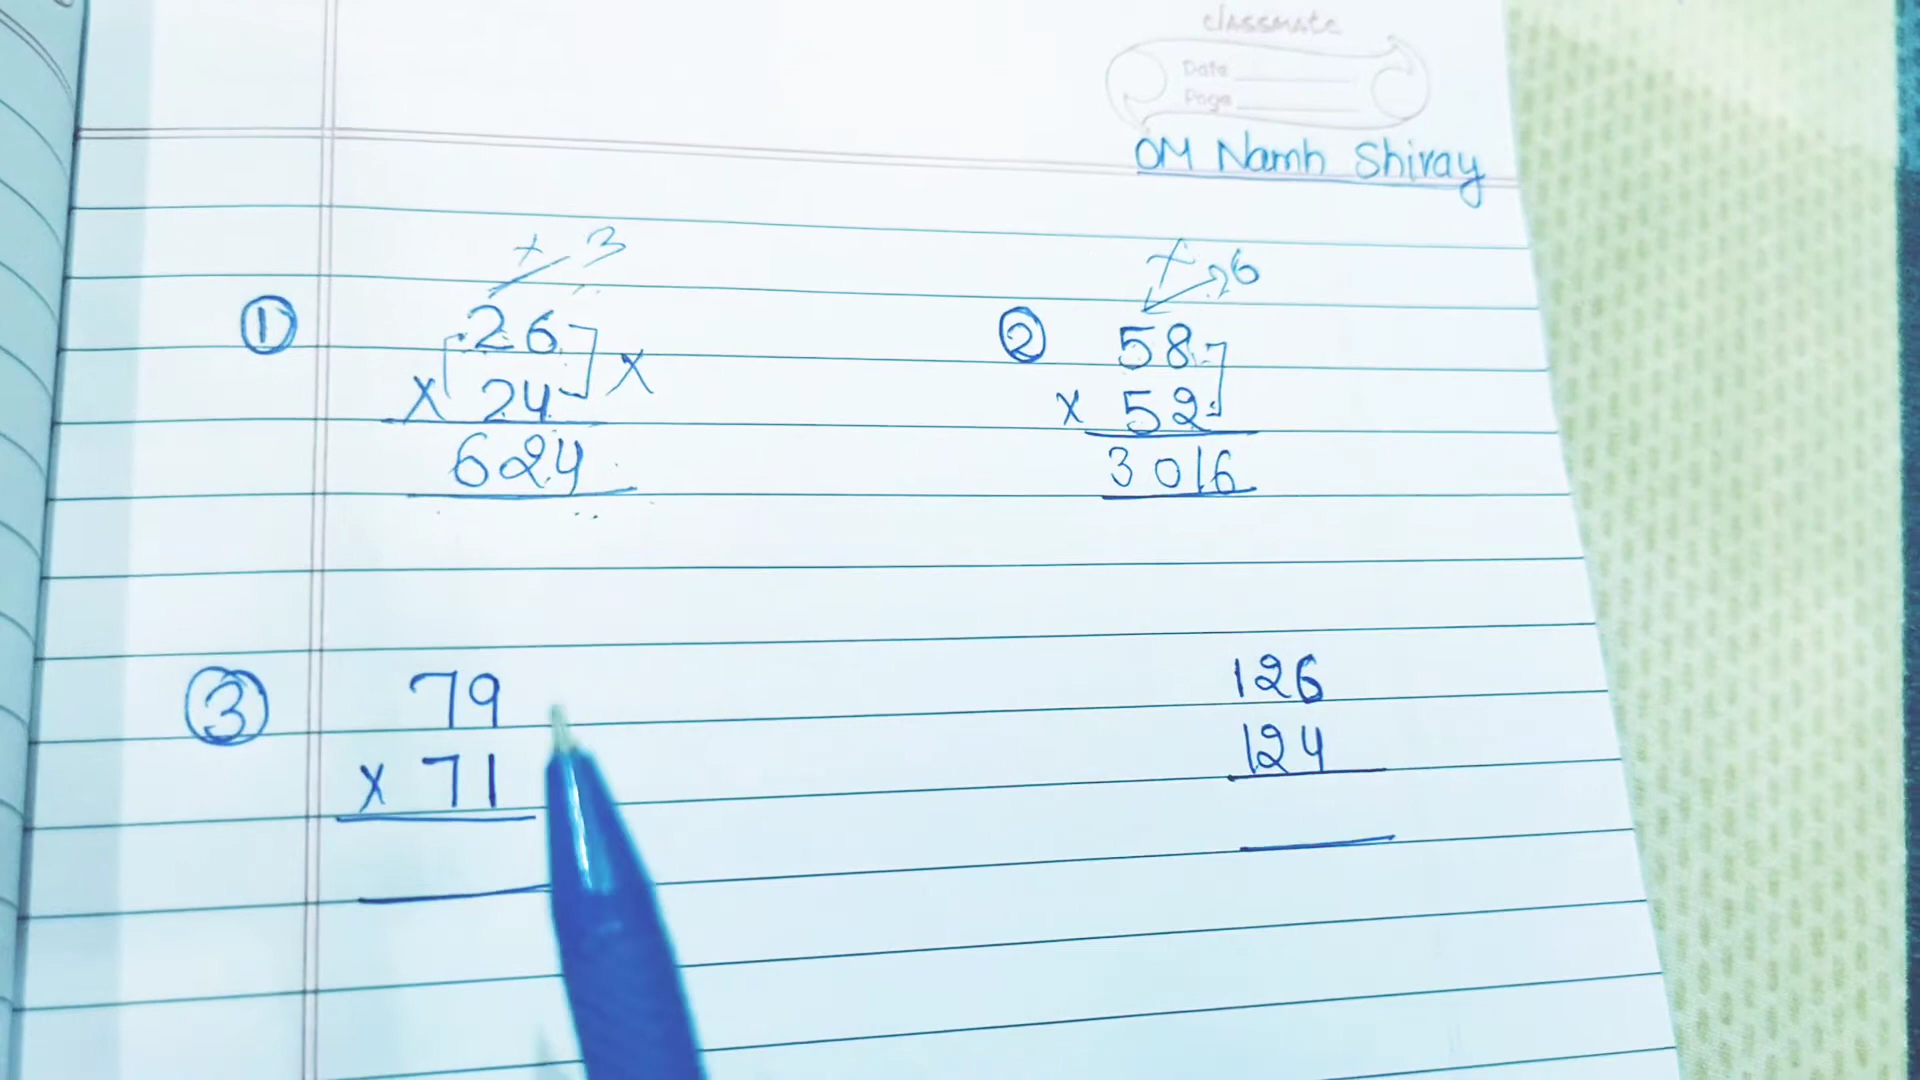 classmate
Date
Page
OM Namh Shivay
+ 3
① 26
X 24 X
624
+ 6
② 58
x 52
3016
③ 79
x 71
126
124